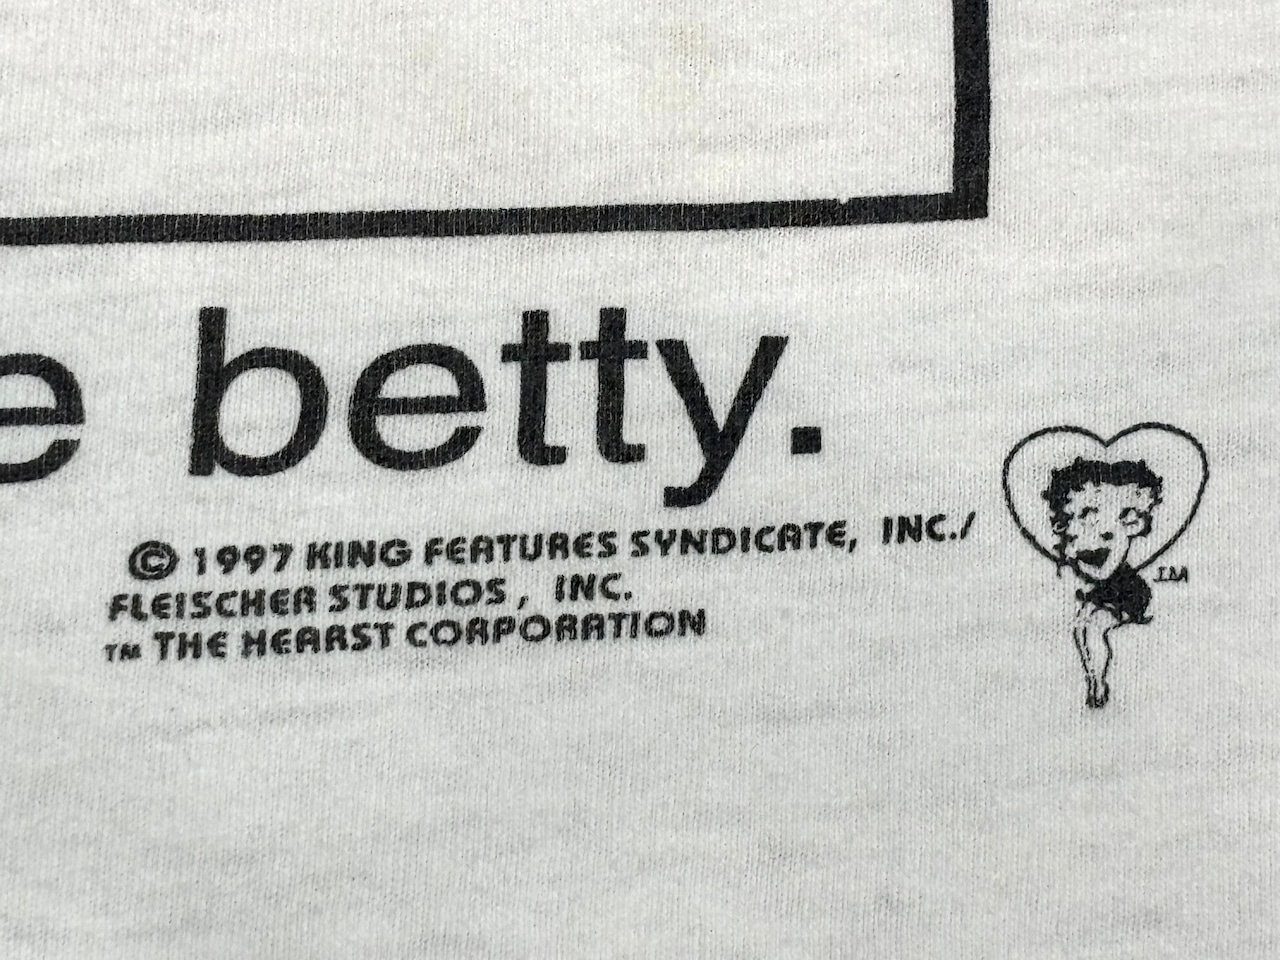 e betty.
© 1997 KING FEATURES SYNDICATE, INC./
FLEISCHER STUDIOS, INC.
™ THE HEARST CORPORATION
TM